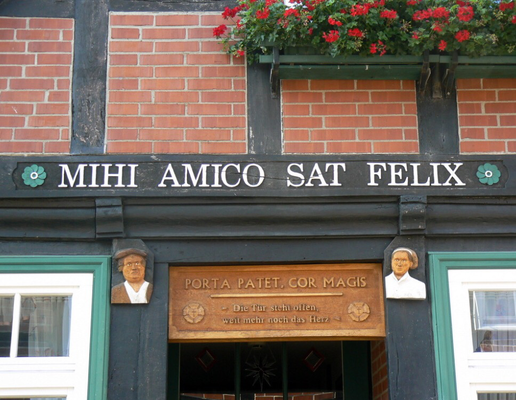 MIHI AMICO SAT FELIX
PORTA PATET, COR MAGIS
Die Tür steht offen,
weit mehr noch das Herz